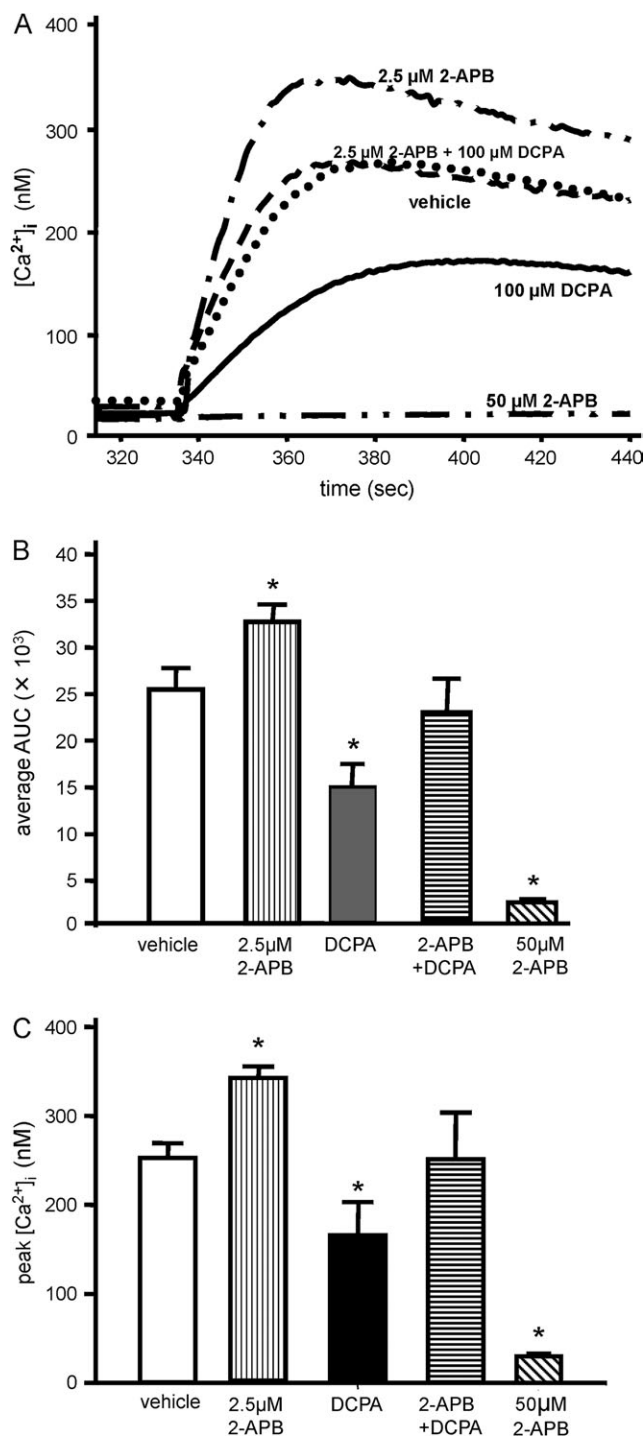 A
400
2.5 µM 2-APB
300
2.5 µM 2-APB + 100 µM DCPA
vehicle
200
[Ca²⁺]i (nM)
100 µM DCPA
100
50 µM 2-APB
0
320 340 360 380 400 420 440
time (sec)
B
40
35
30
25
20
15
10
5
0
average AUC (× 10³)
*
*
*
vehicle 2.5µM DCPA 2-APB 50µM
2-APB +DCPA 2-APB
C
400
300
200
100
0
peak [Ca²⁺]i (nM)
*
*
*
vehicle 2.5µM DCPA 2-APB 50µM
2-APB +DCPA 2-APB